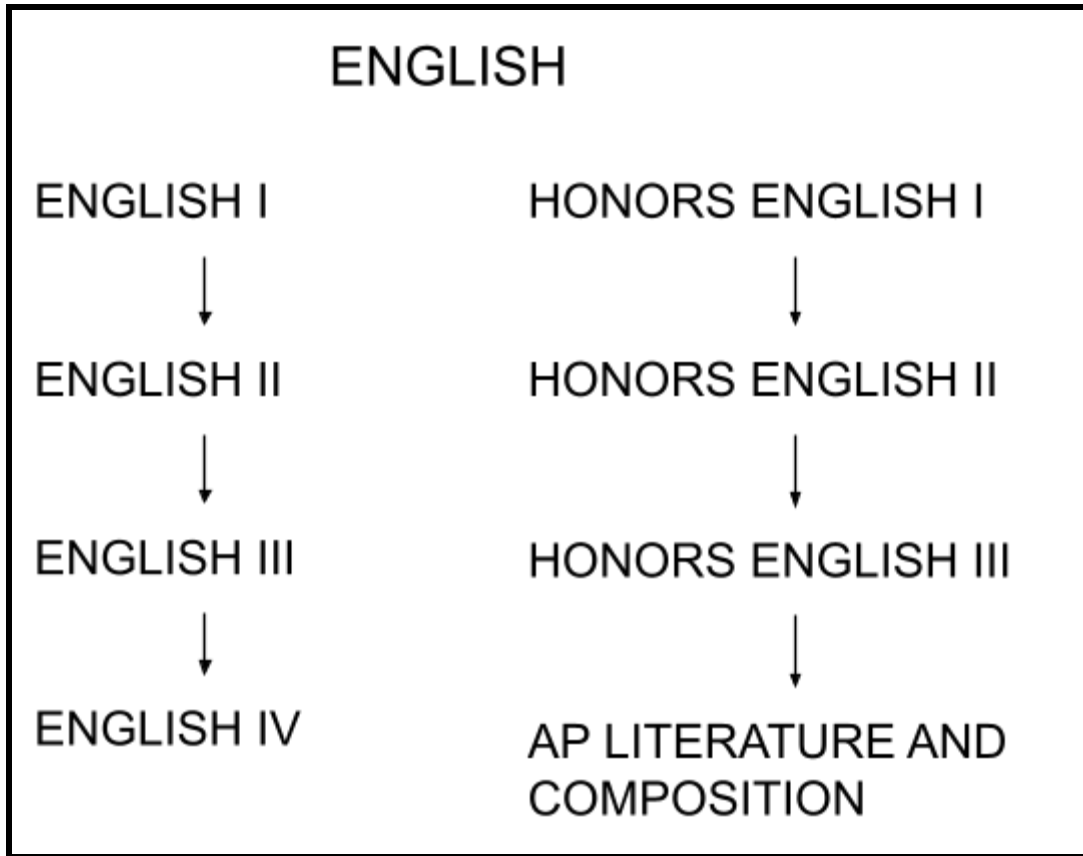 ENGLISH
ENGLISH I
HONORS ENGLISH I
ENGLISH II
HONORS ENGLISH II
ENGLISH III
HONORS ENGLISH III
ENGLISH IV
AP LITERATURE AND
COMPOSITION